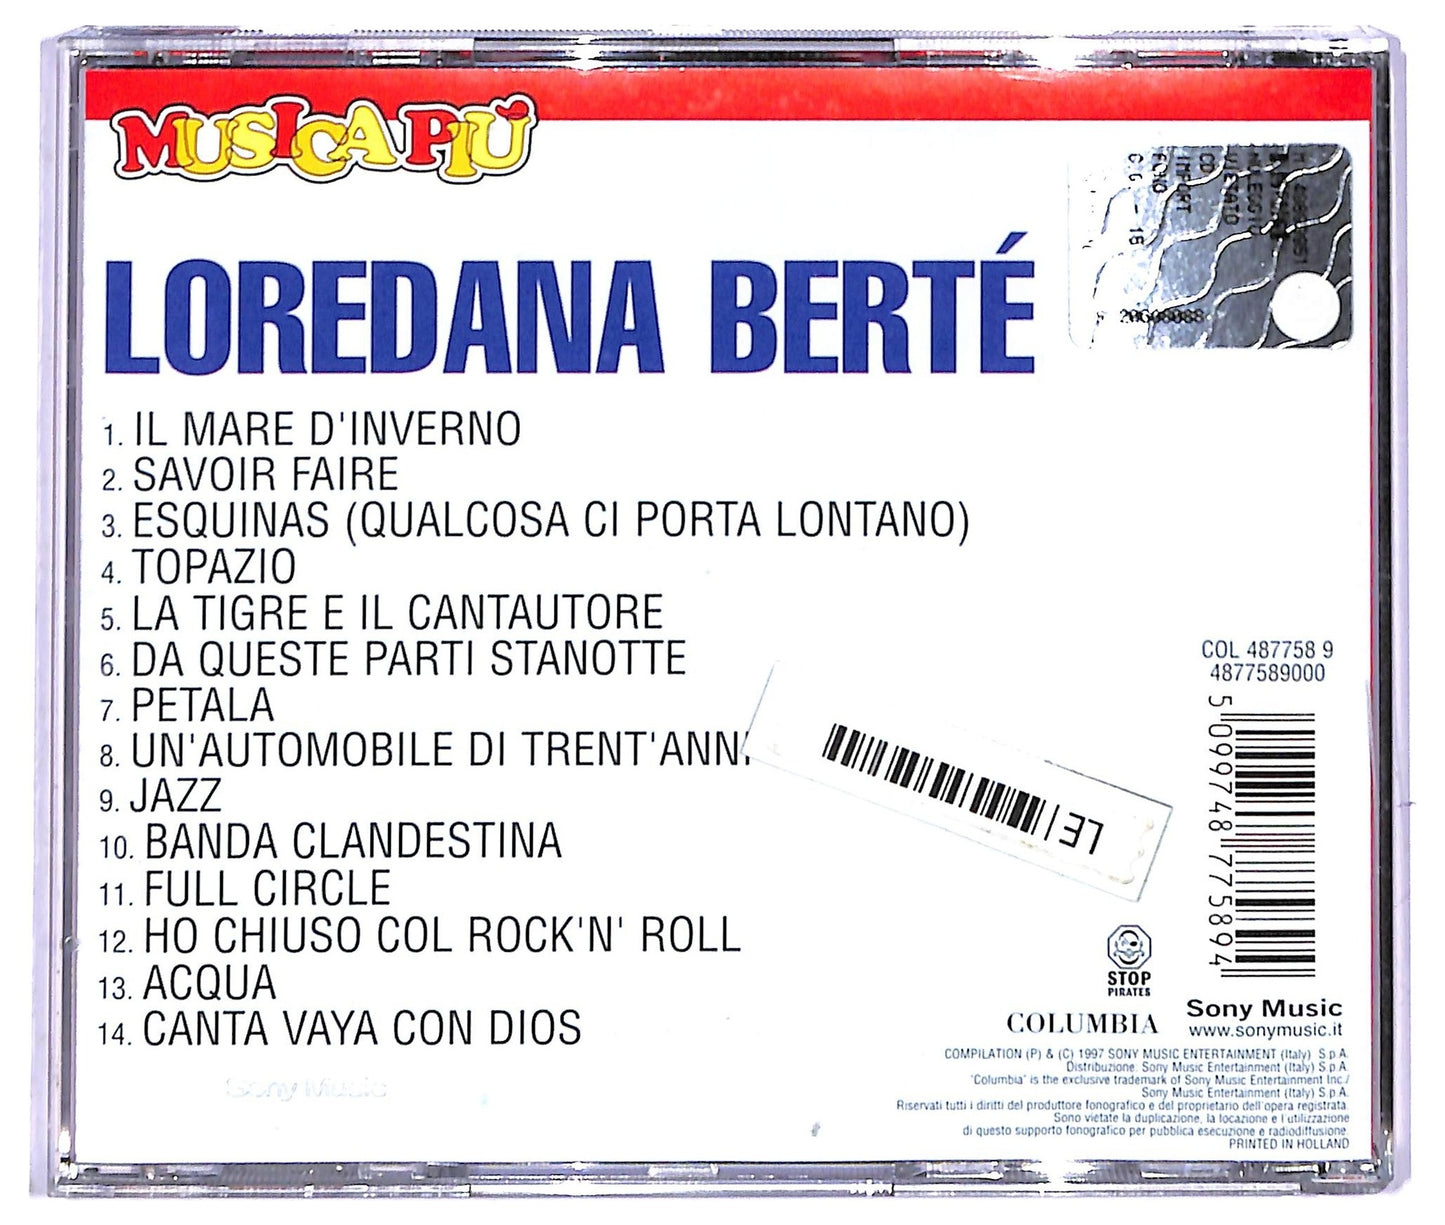 MUSICA PIÙ
LOREDANA BERTÉ
1. IL MARE D'INVERNO
2. SAVOIR FAIRE
3. ESQUINAS (QUALCOSA CI PORTA LONTANO)
4. TOPAZIO
5. LA TIGRE E IL CANTAUTORE
6. DA QUESTE PARTI STANOTTE
7. PETALA
8. UN'AUTOMOBILE DI TRENT'ANNI
9. JAZZ
10. BANDA CLANDESTINA
11. FULL CIRCLE
12. HO CHIUSO COL ROCK'N' ROLL
13. ACQUA
14. CANTA VAYA CON DIOS
Sony Music
CD
IMPORT
LE
COL 487758 9
4877589000
5 099748 775894
STOP
PIRATES
COLUMBIA
Sony Music
www.sonymusic.it
COMPILATION (P) & (C) 1997 SONY MUSIC ENTERTAINMENT (Italy) S.p.A.
Distribuzione: Sony Music Entertainment (Italy) S.p.A.
"Columbia" is the exclusive trademark of Sony Music Entertainment Inc./
Sony Music Entertainment (Italy) S.p.A.
Riservati tutti i diritti del produttore fonografico e del proprietario dell'opera registrata.
Sono vietate la duplicazione, la locazione e l'utilizzazione
di questo supporto fonografico per pubblica esecuzione e radiodiffusione.
PRINTED IN HOLLAND